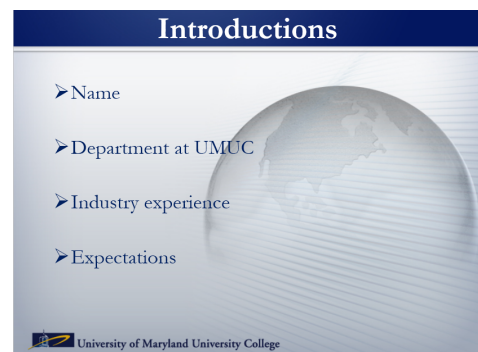 Introductions
➢Name
➢Department at UMUC
➢Industry experience
➢Expectations
University of Maryland University College